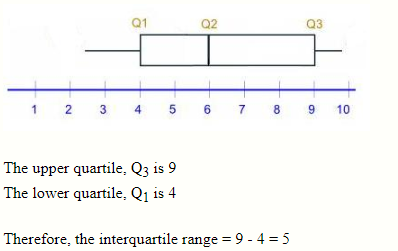 Q1 Q2 Q3
1 2 3 4 5 6 7 8 9 10
The upper quartile, Q3 is 9
The lower quartile, Q1 is 4
Therefore, the interquartile range = 9 - 4 = 5